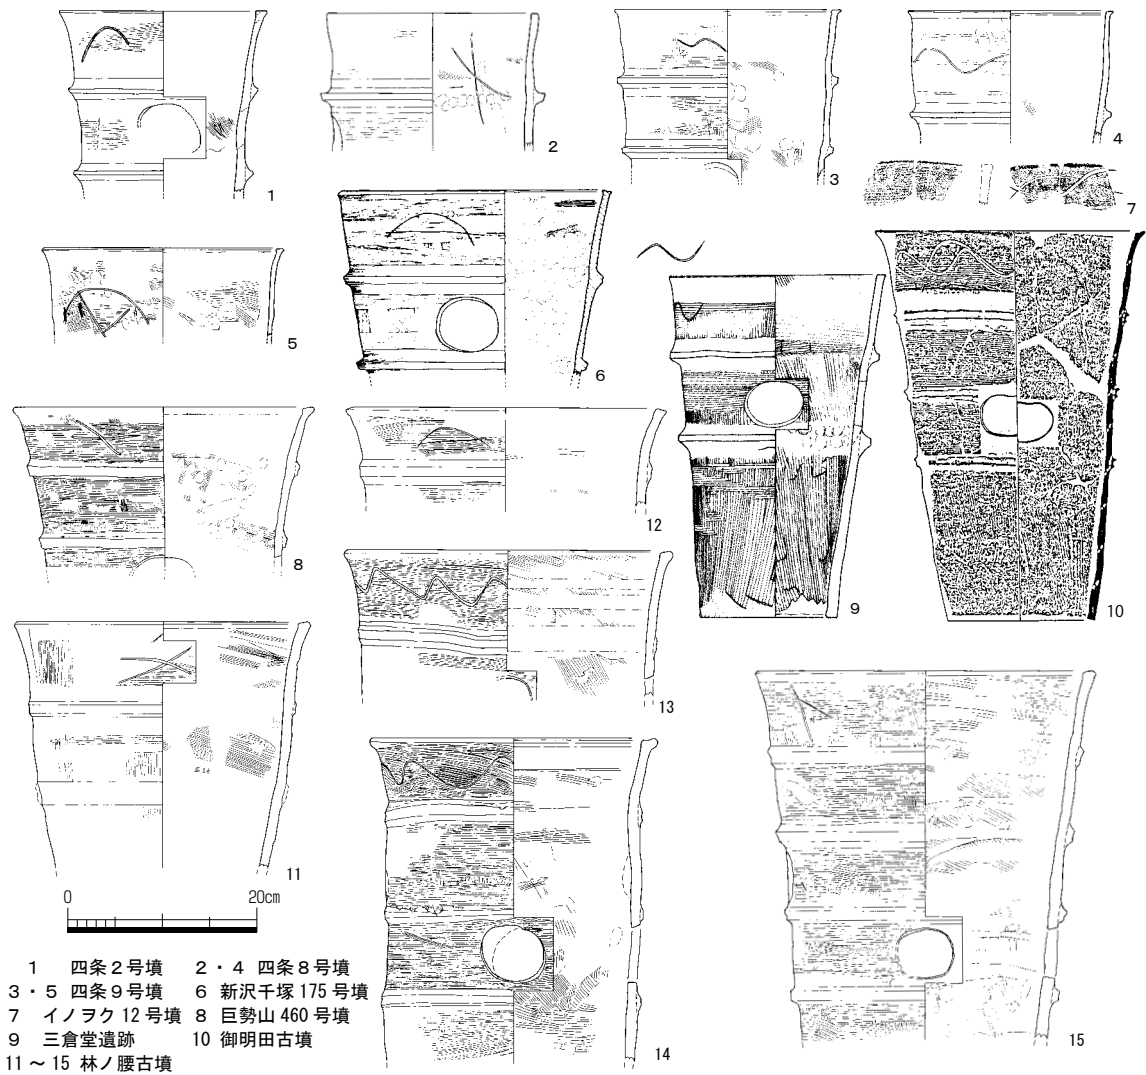 1
2
3
4
7
5
6
8
12
9
10
13
11
0 20cm
14
15
1 四条２号墳 2・4 四条８号墳
3・5 四条９号墳 6 新沢千塚 175 号墳
7 イノヲク 12 号墳 8 巨勢山 460 号墳
9 三倉堂遺跡 10 御明田古墳
11 ～ 15 林ノ腰古墳